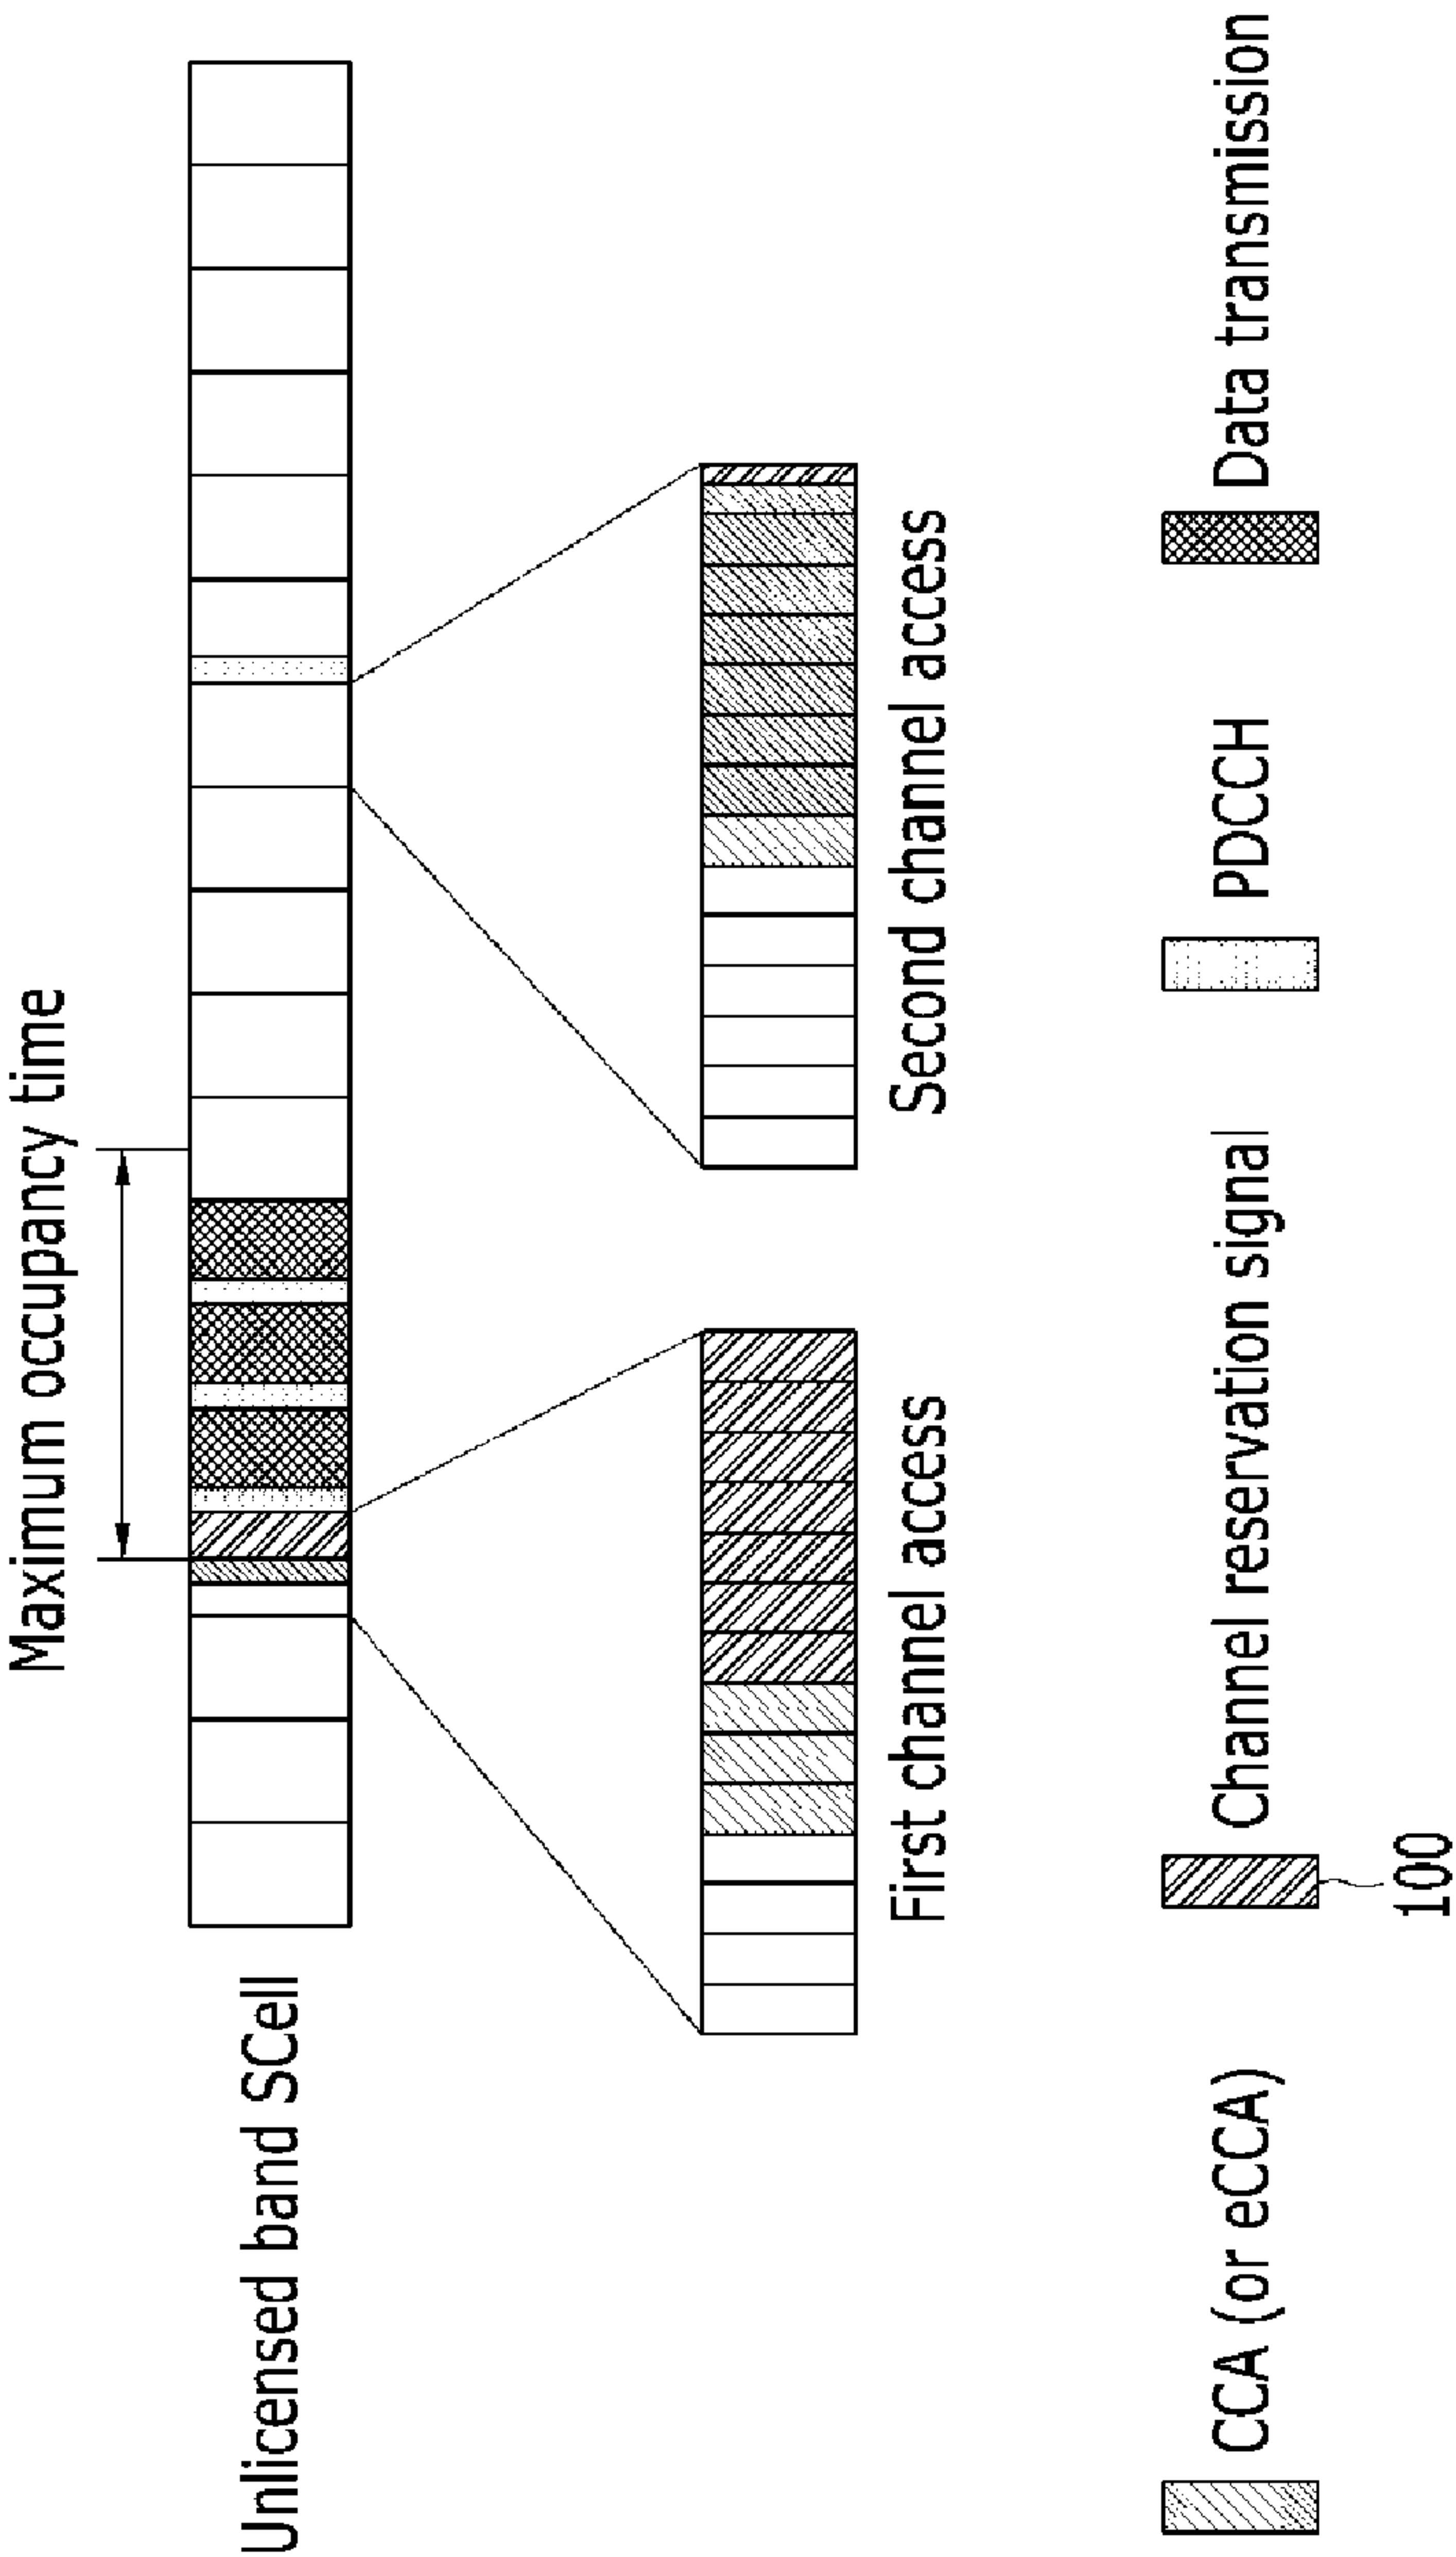 Maximum occupancy time
Unlicensed band SCell
First channel access
Second channel access
CCA (or eCCA)
Channel reservation signal
PDCCH
Data transmission
100